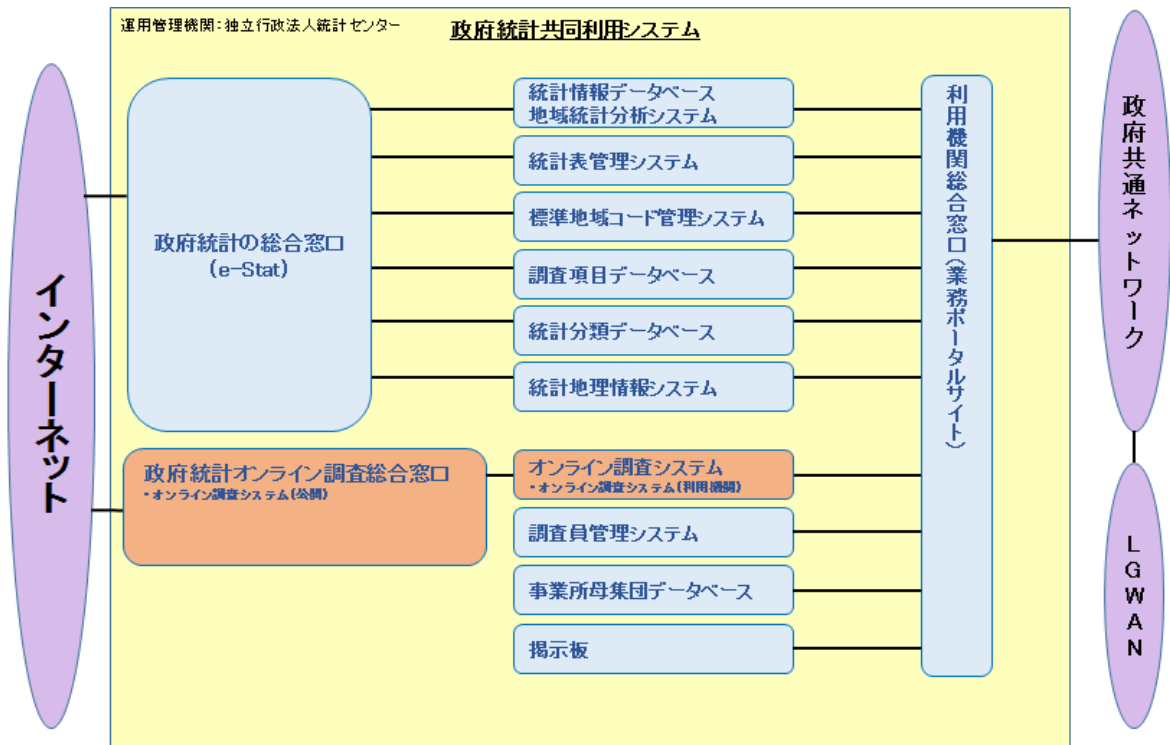 運用管理機関：独立行政法人統計センター
政府統計共同利用システム
インターネット
政府統計の総合窓口
(e-Stat)
政府統計オンライン調査総合窓口
・オンライン調査システム(公開)
統計情報データベース
地域統計分析システム
統計表管理システム
標準地域コード管理システム
調査項目データベース
統計分類データベース
統計地理情報システム
オンライン調査システム
・オンライン調査システム(利用機関)
調査員管理システム
事業所母集団データベース
掲示板
利用機関総合窓口(業務ポータルサイト)
政府共通ネットワーク
LGWAN